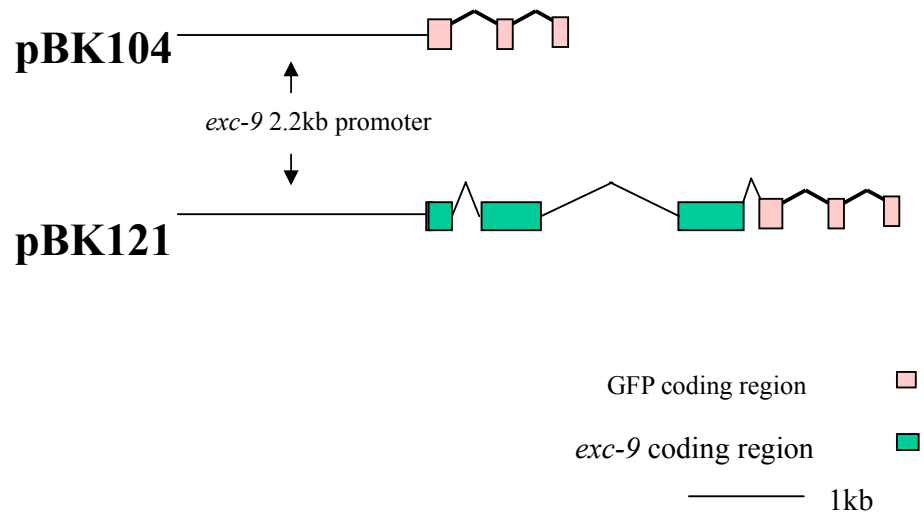 pBK104
exc-9 2.2kb promoter
pBK121
GFP coding region
exc-9 coding region
1kb